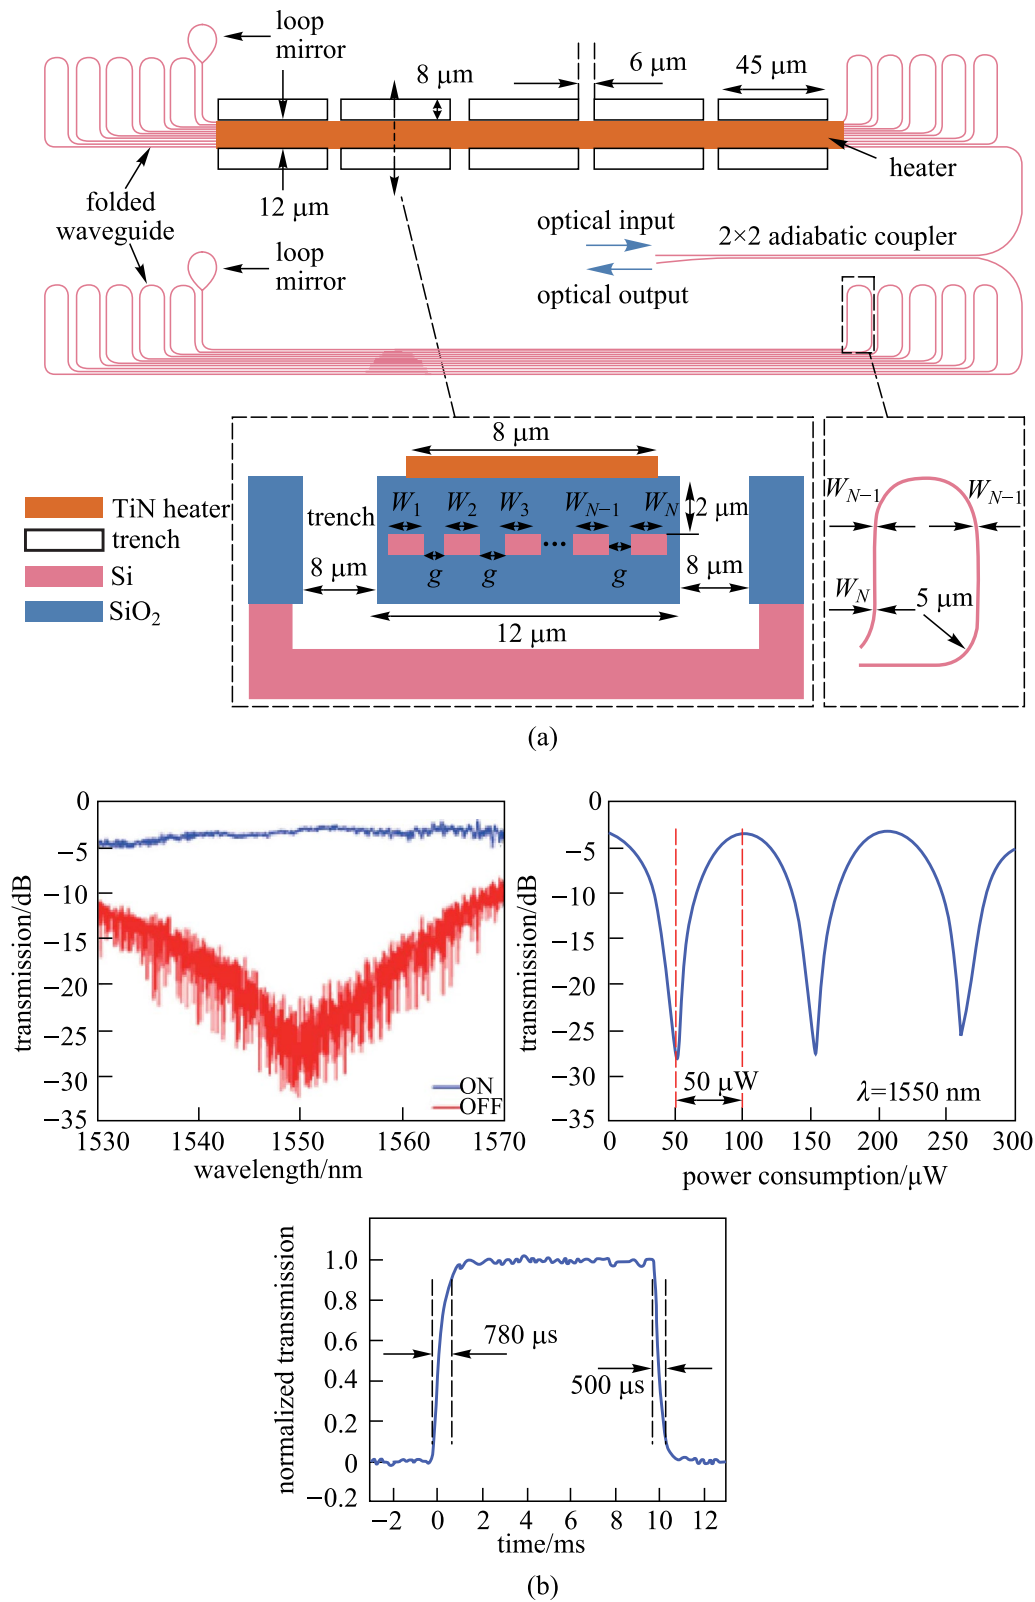 loop
mirror
8 μm
6 μm
45 μm
heater
folded
waveguide
12 μm
optical input
2×2 adiabatic coupler
loop
mirror
optical output
8 μm
TiN heater
trench
Si
SiO₂
trench
W₁
W₂
W₃
W_{N−1}
W_N
2 μm
...
g
g
g
8 μm
8 μm
12 μm
W_{N−1}
W_{N−1}
W_N
5 μm
(a)
transmission/dB
0
−5
−10
−15
−20
−25
−30
−35
ON
OFF
1530
1540
1550
1560
1570
wavelength/nm
transmission/dB
0
−5
−10
−15
−20
−25
−30
−35
50 μW
λ=1550 nm
0
50
100
150
200
250
300
power consumption/μW
normalized transmission
1.0
0.8
0.6
0.4
0.2
0
−0.2
780 μs
500 μs
−2
0
2
4
6
8
10
12
time/ms
(b)